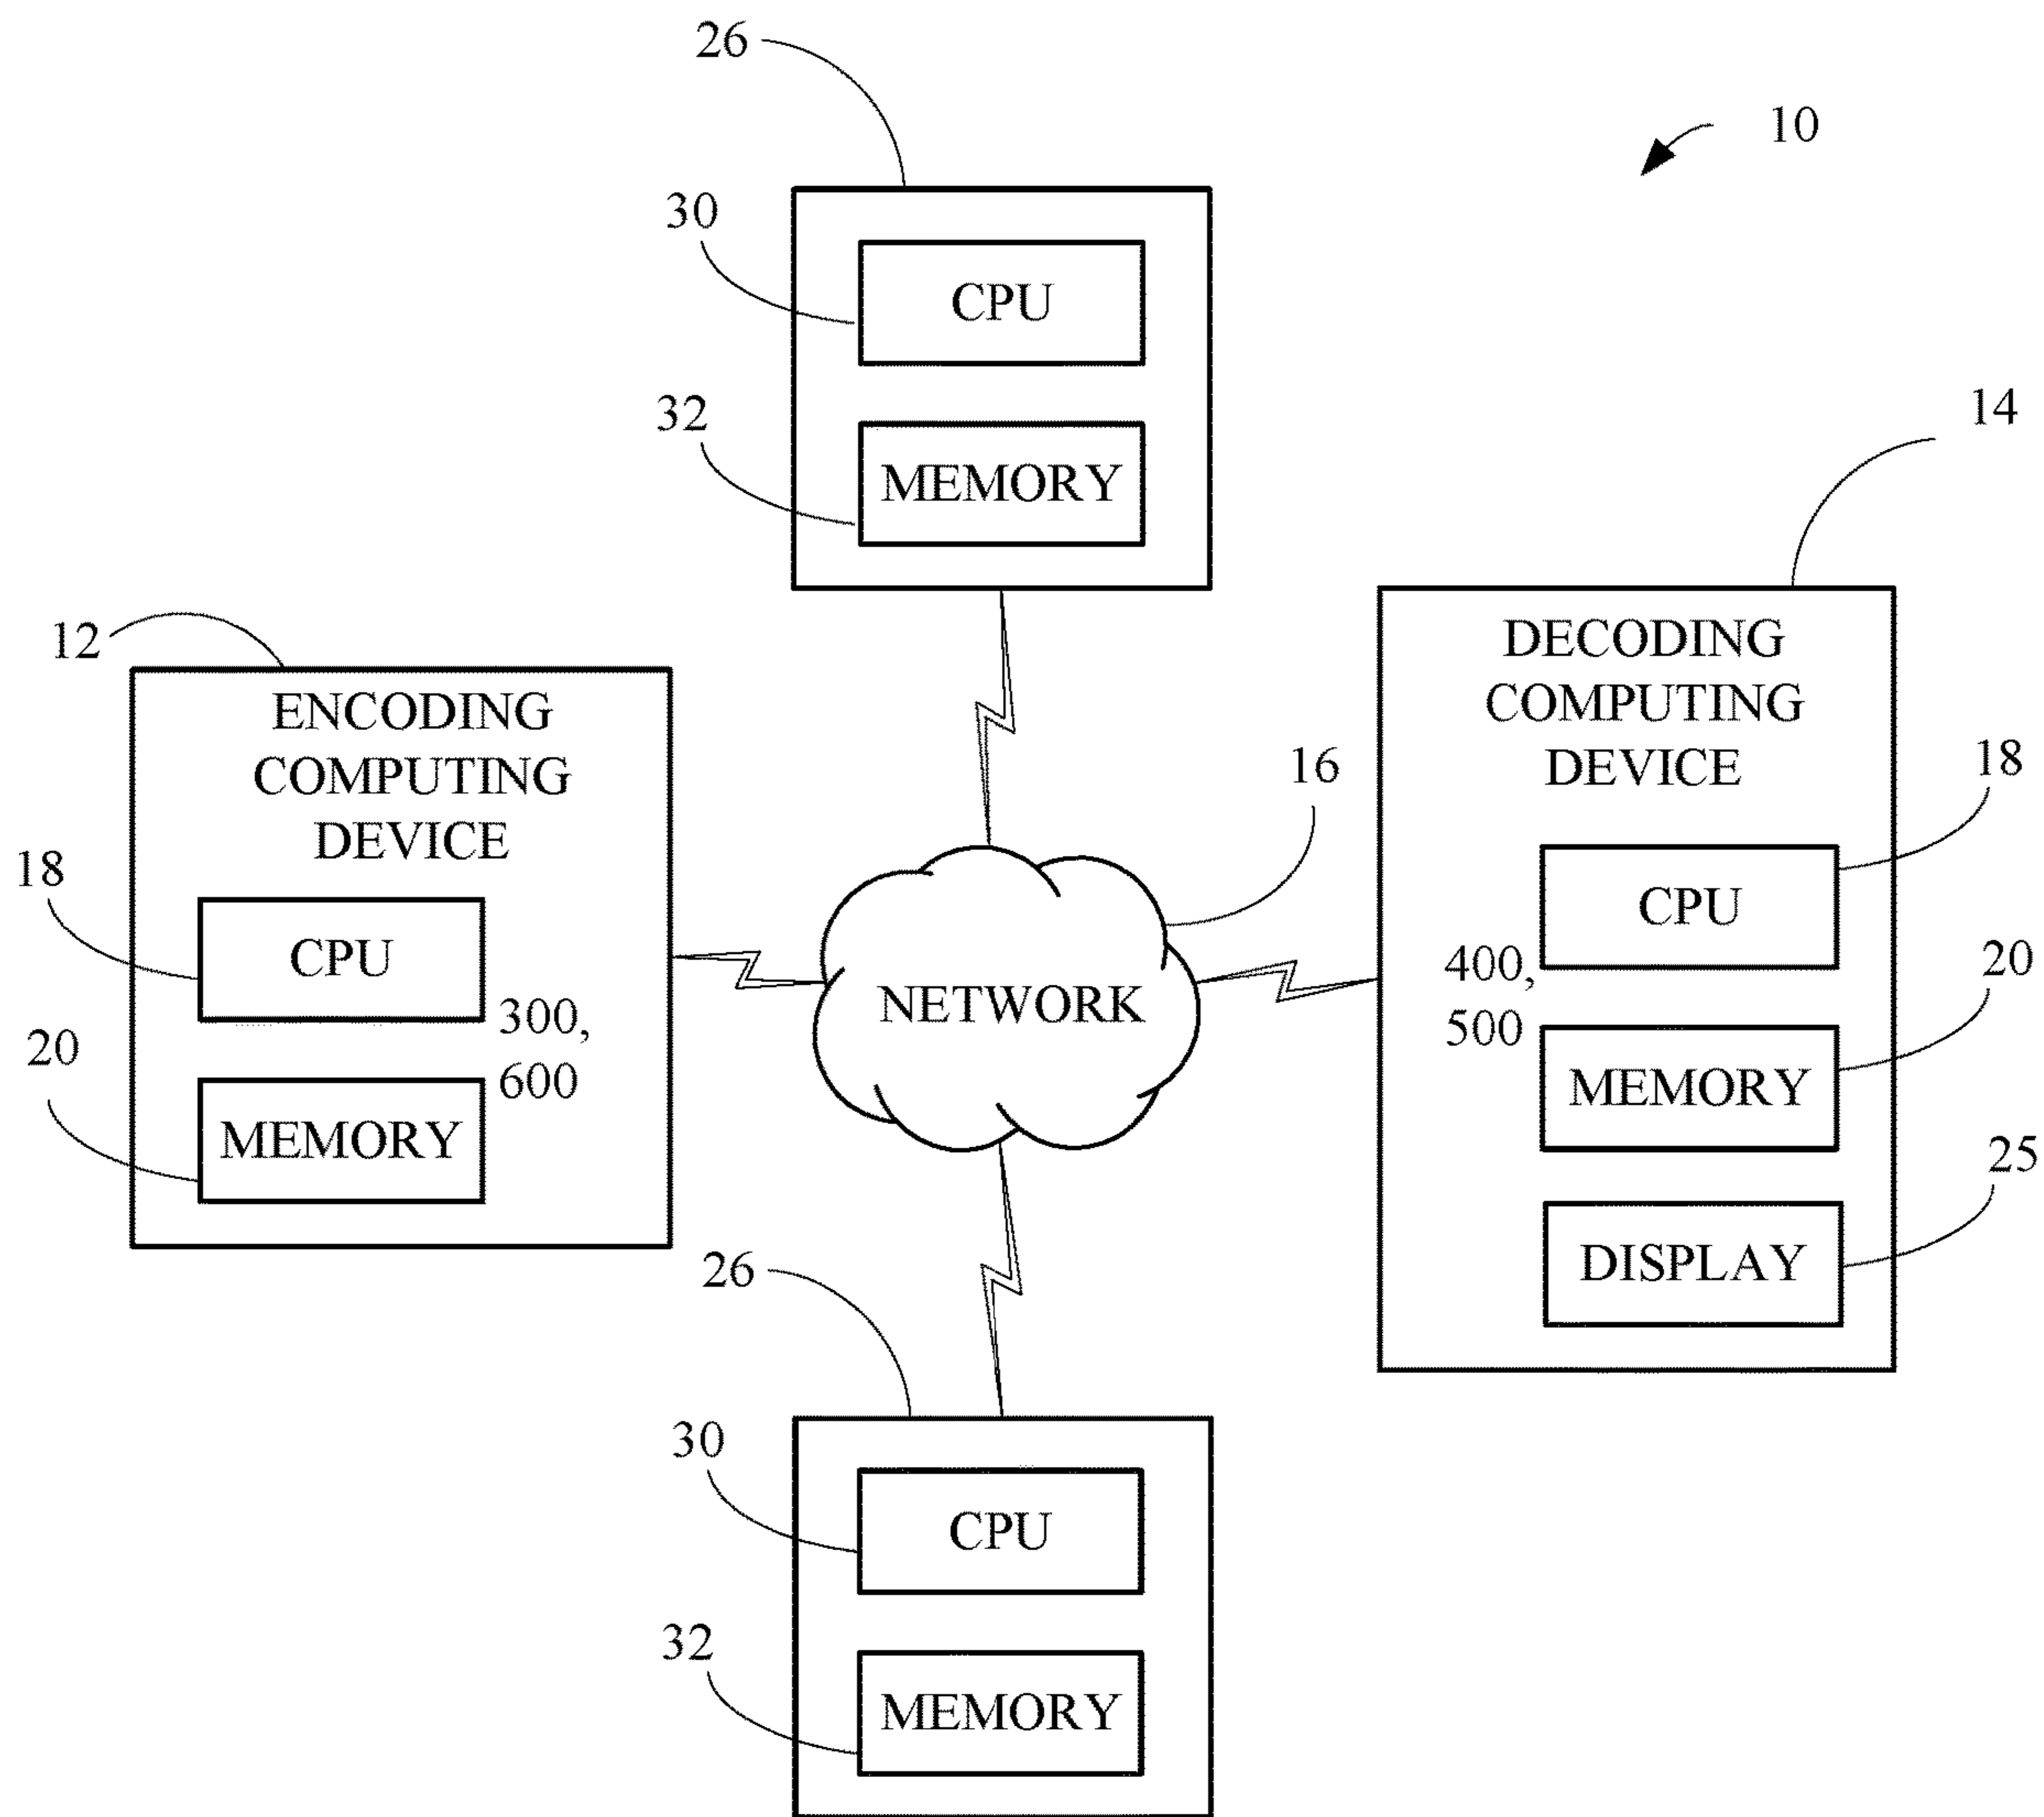 26
10
30
CPU
32
MEMORY
14
12
ENCODING
COMPUTING
DEVICE
18
CPU
300,
600
20
MEMORY
16
NETWORK
DECODING
COMPUTING
DEVICE
18
CPU
400,
500
20
MEMORY
25
DISPLAY
26
30
CPU
32
MEMORY